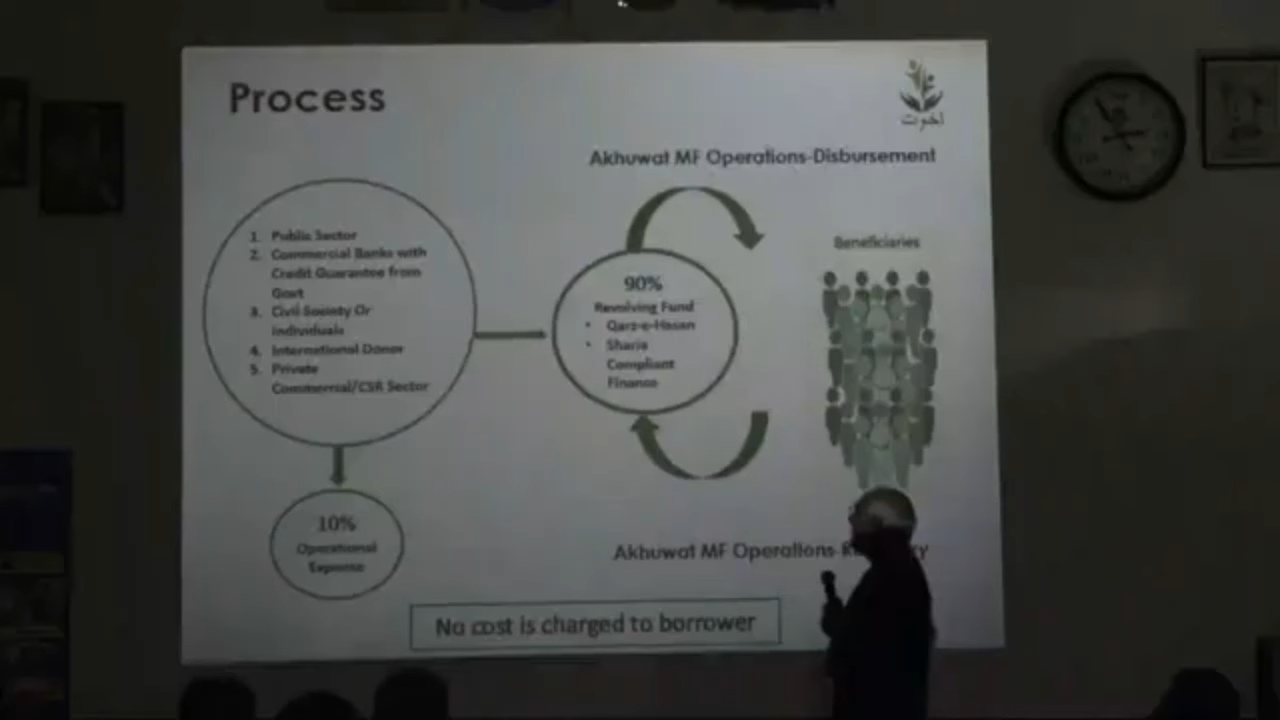 Process
اخوت
Akhuwat MF Operations-Disbursement
1. Public Sector
2. Commercial Banks with
Credit Guarantee from
Govt
3. Civil Society Or
Individuals
4. International Donor
5. Private
Commercial/CSR Sector
90%
Revolving Fund
• Qarz-e-Hasan
• Sharia
Compliant
Finance
Beneficiaries
10%
Operational
Expense
Akhuwat MF Operations
No cost is charged to borrower